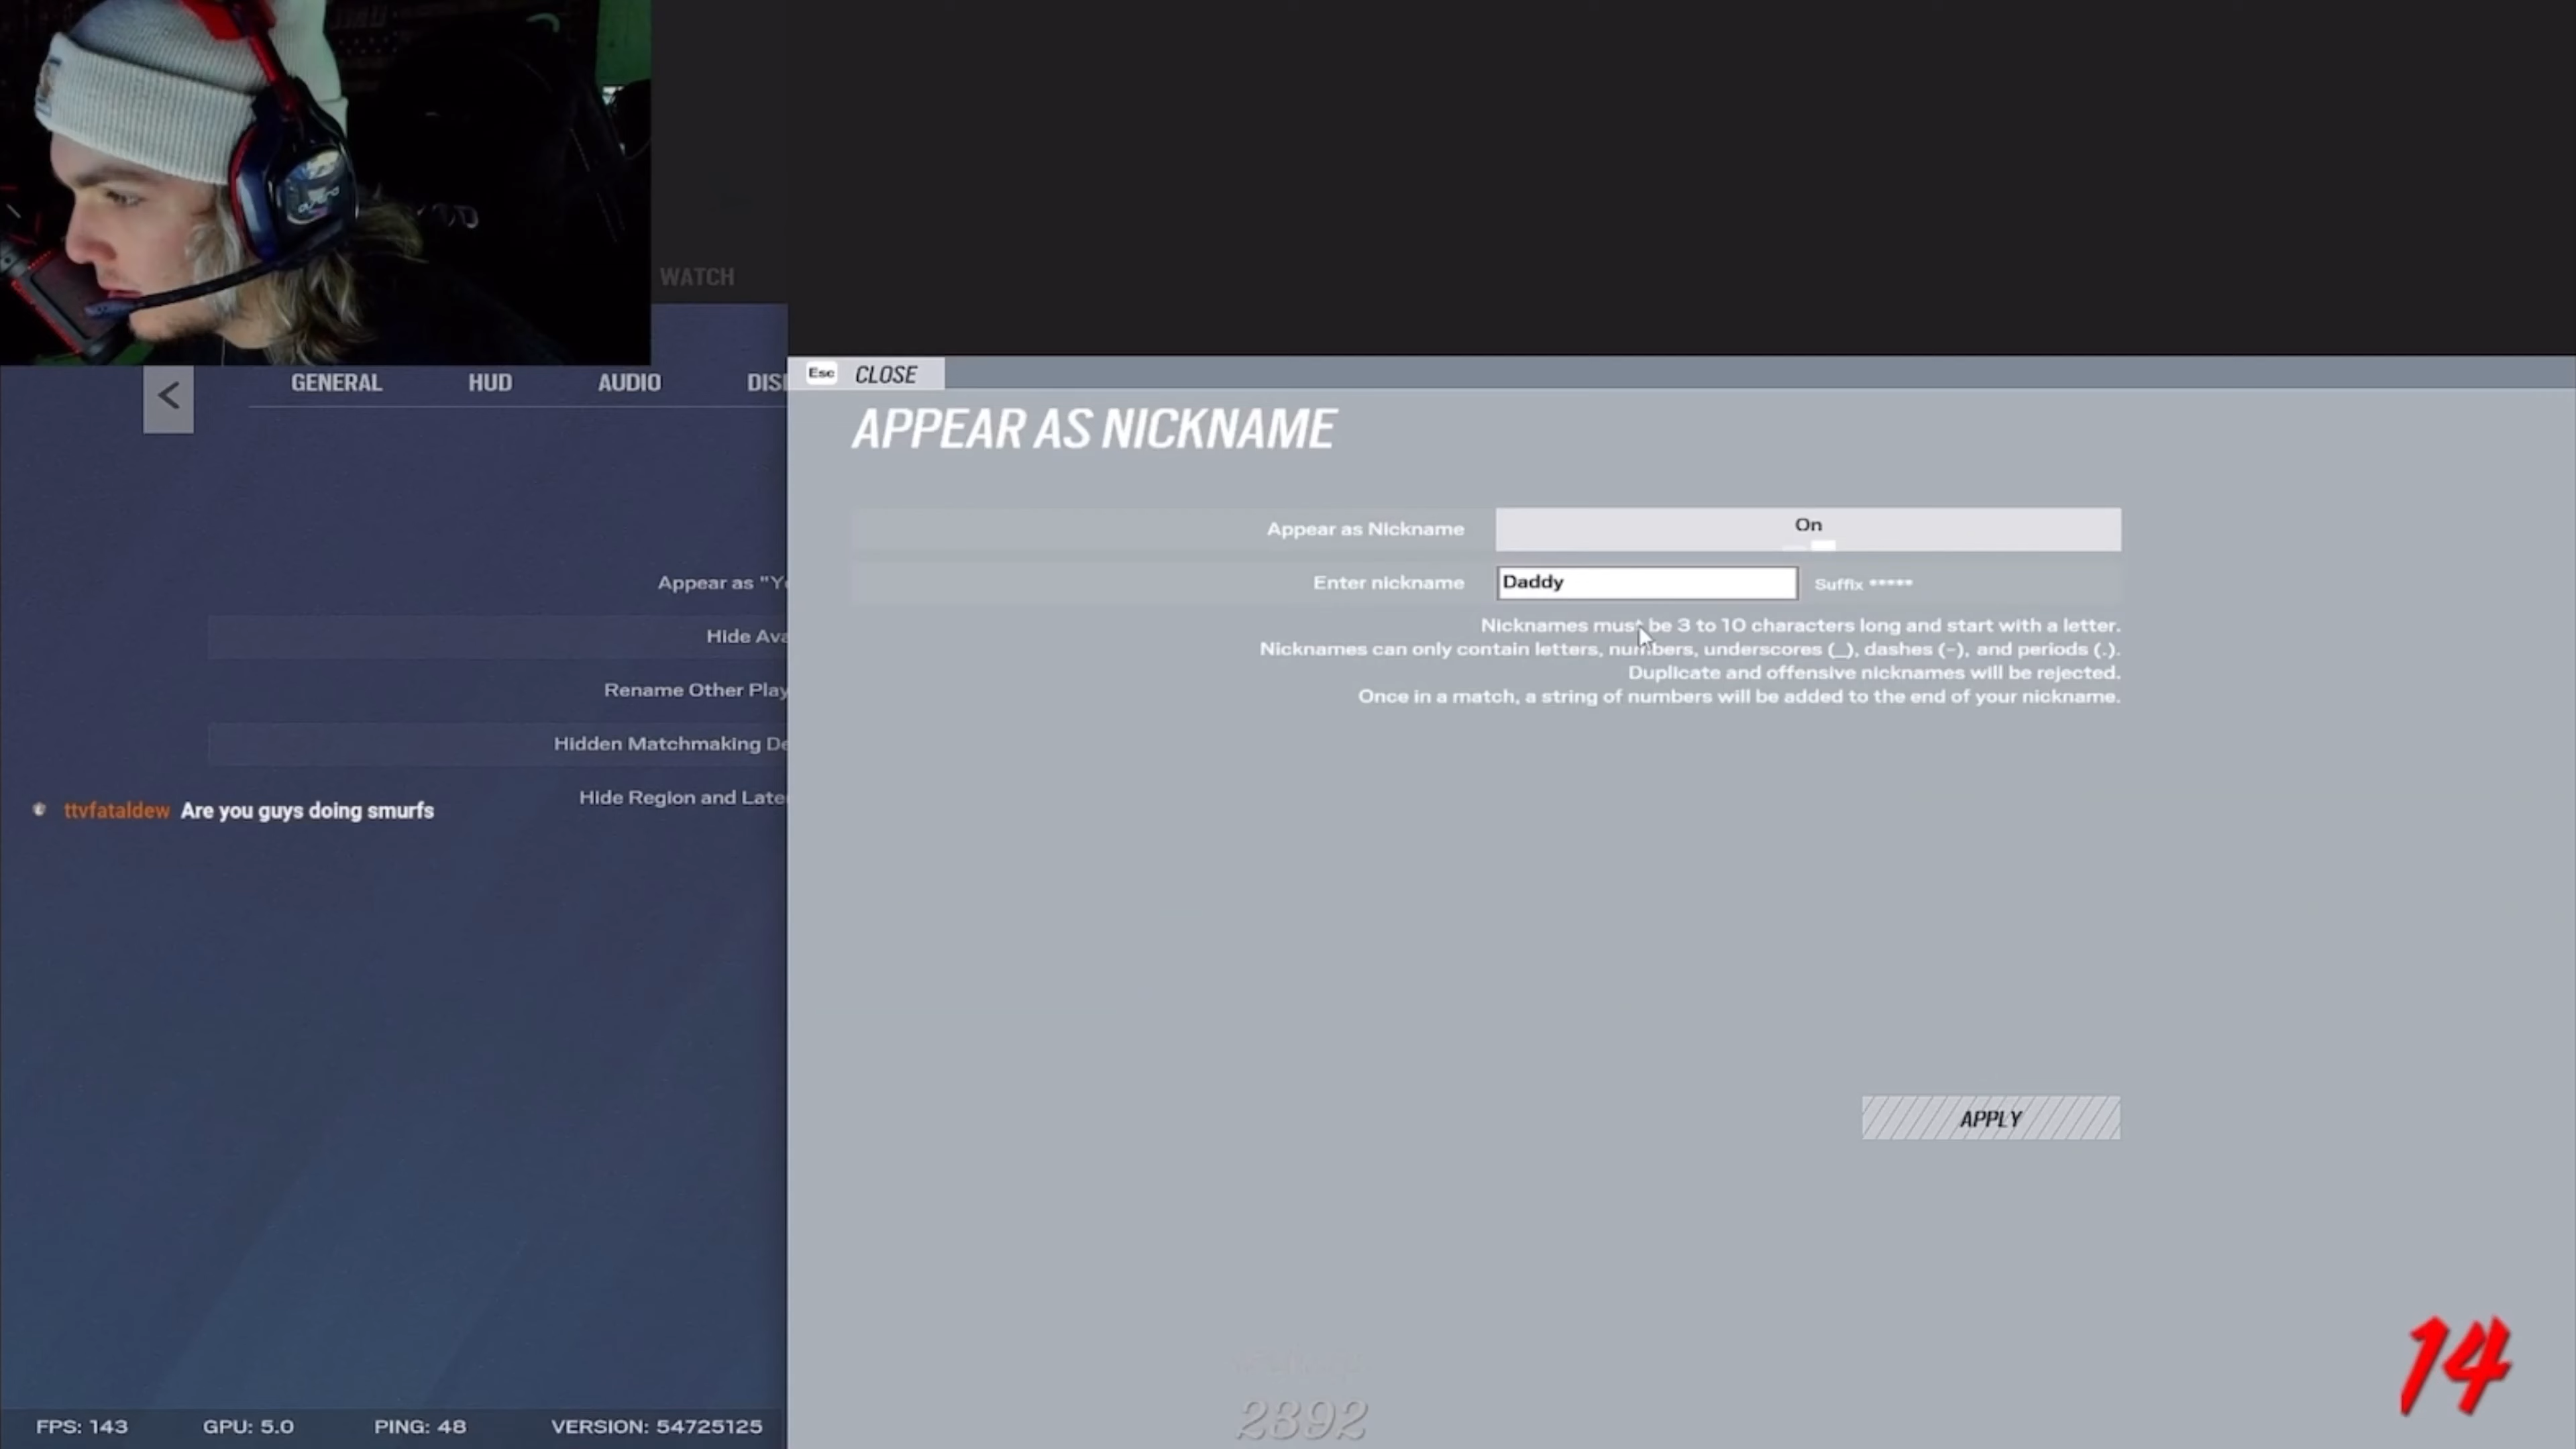 WATCH
GENERAL
HUD
AUDIO
Esc CLOSE
APPEAR AS NICKNAME
Appear as Nickname
On
Enter nickname
Daddy
Suffix *****
Nicknames must be 3 to 10 characters long and start with a letter.
Nicknames can only contain letters, numbers, underscores (_), dashes (-), and periods (.).
Duplicate and offensive nicknames will be rejected.
Once in a match, a string of numbers will be added to the end of your nickname.
Appear as
Hide
Rename Other
Hidden Matchmaking
Hide Region and
ttvfataldew Are you guys doing smurfs
APPLY
14
2392
FPS: 143
GPU: 5.0
PING: 48
VERSION: 54725125